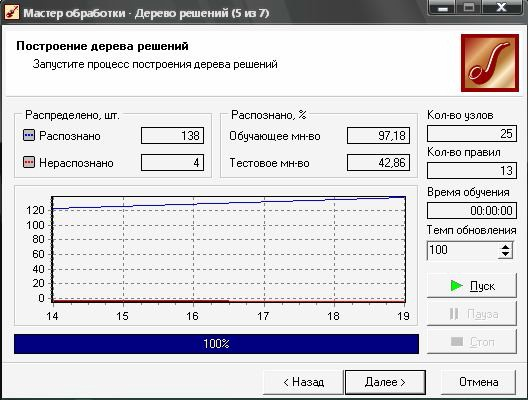 Мастер обработки - Дерево решений (5 из 7)
Построение дерева решений
Запустите процесс построения дерева решений
Распределено, шт.
Распознано 138
Нераспознано 4
Распознано, %
Обучающее мн-во 97,18
Тестовое мн-во 42,86
Кол-во узлов
25
Кол-во правил
13
Время обучения
00:00:00
Темп обновления
100
120
100
80
60
40
20
0
14 15 16 17 18 19
Пуск
Пауза
Стоп
100%
< Назад Далее > Отмена